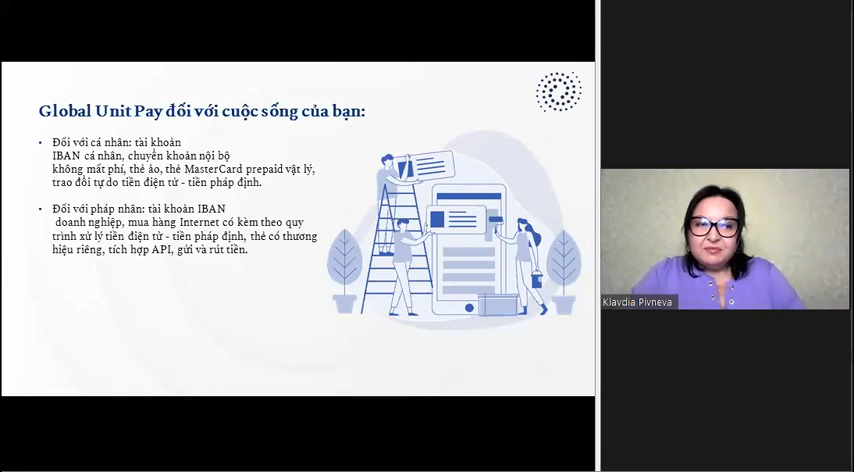 Global Unit Pay đối với cuộc sống của bạn:
• Đối với cá nhân: tài khoản
IBAN cá nhân, chuyển khoản nội bộ
không mất phí, thẻ ảo, thẻ MasterCard prepaid vật lý,
trao đổi tự do tiền điện tử - tiền pháp định.
• Đối với pháp nhân: tài khoản IBAN
doanh nghiệp, mua hàng Internet có kèm theo quy
trình xử lý tiền điện tử - tiền pháp định, thẻ có thương
hiệu riêng, tích hợp API, gửi và rút tiền.
Klavdia Pivneva